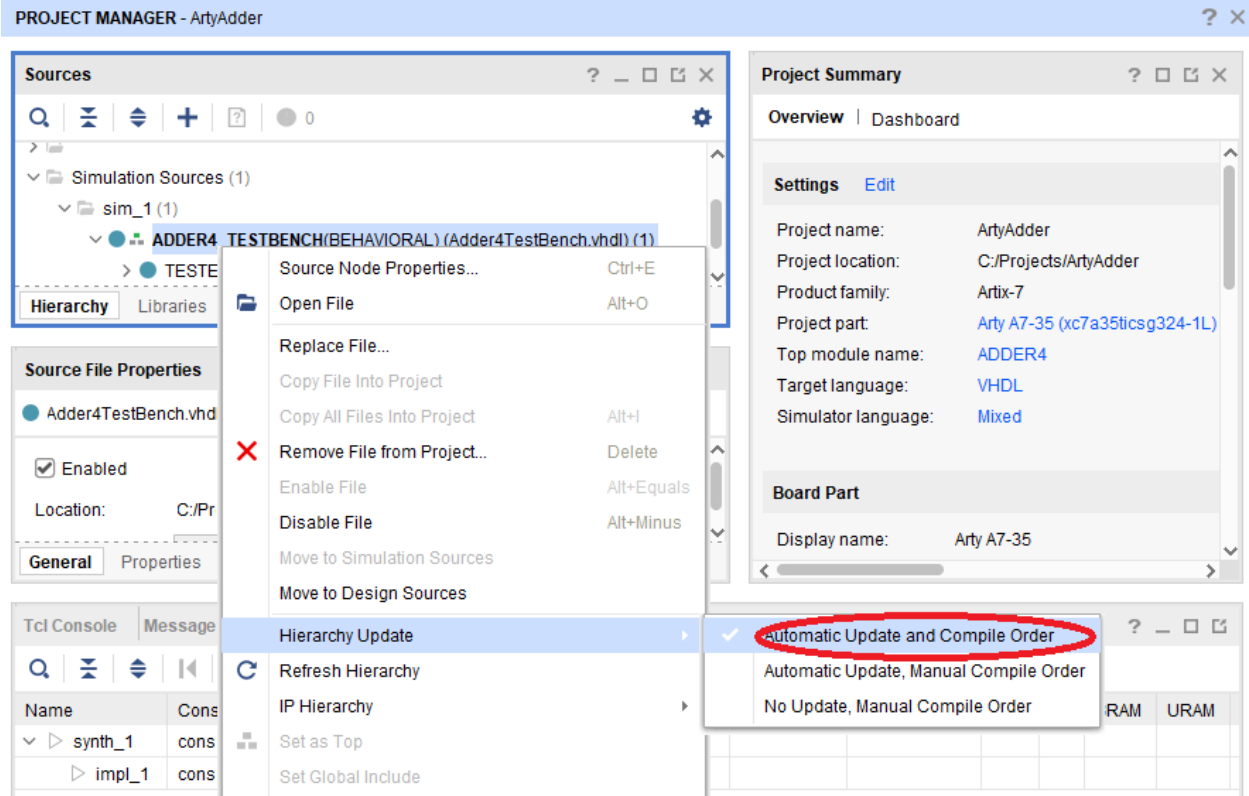 PROJECT MANAGER - ArtyAdder
Sources
0
Simulation Sources (1)
sim_1 (1)
ADDER4_TESTBENCH(BEHAVIORAL) (Adder4TestBench.vhdl) (1)
TESTE
Hierarchy Libraries
Source File Properties
Adder4TestBench.vhd
Enabled
Location: C:/Pr
General Properties
Source Node Properties... Ctrl+E
Open File Alt+O
Replace File...
Copy File Into Project
Copy All Files Into Project Alt+I
Remove File from Project... Delete
Enable File Alt+Equals
Disable File Alt+Minus
Move to Simulation Sources
Move to Design Sources
Hierarchy Update
Refresh Hierarchy
IP Hierarchy
Set as Top
Set Global Include
Automatic Update and Compile Order
Automatic Update, Manual Compile Order
No Update, Manual Compile Order
Project Summary
Overview Dashboard
Settings Edit
Project name: ArtyAdder
Project location: C:/Projects/ArtyAdder
Product family: Artix-7
Project part: Arty A7-35 (xc7a35ticsg324-1L)
Top module name: ADDER4
Target language: VHDL
Simulator language: Mixed
Board Part
Display name: Arty A7-35
Tcl Console Message
Name Cons
RAM URAM
synth_1 cons
impl_1 cons